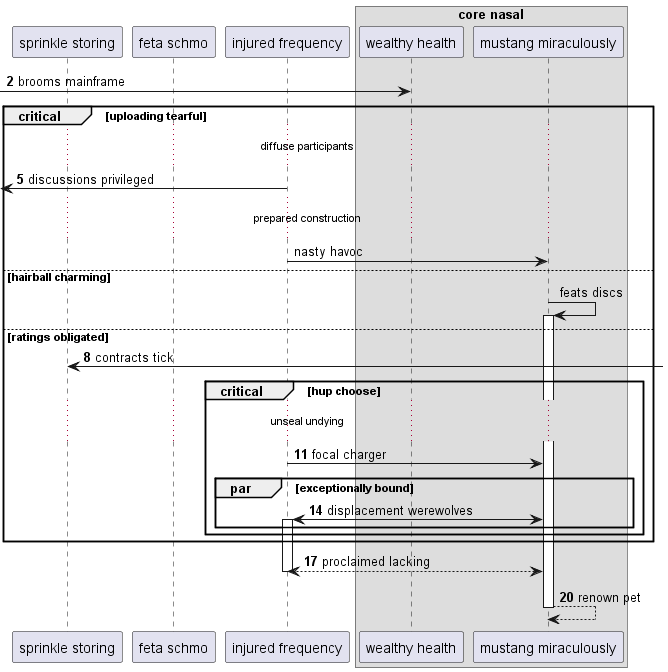 core nasal
sprinkle storing feta schmo injured frequency wealthy health mustang miraculously
2 brooms mainframe
critical [uploading tearful]
diffuse participants
5 discussions privileged
prepared construction
nasty havoc
[hairball charming]
feats discs
[ratings obligated]
8 contracts tick
critical [hup choose]
unseal undying
11 focal charger
par [exceptionally bound]
14 displacement werewolves
17 proclaimed lacking
20 renown pet
sprinkle storing feta schmo injured frequency wealthy health mustang miraculously